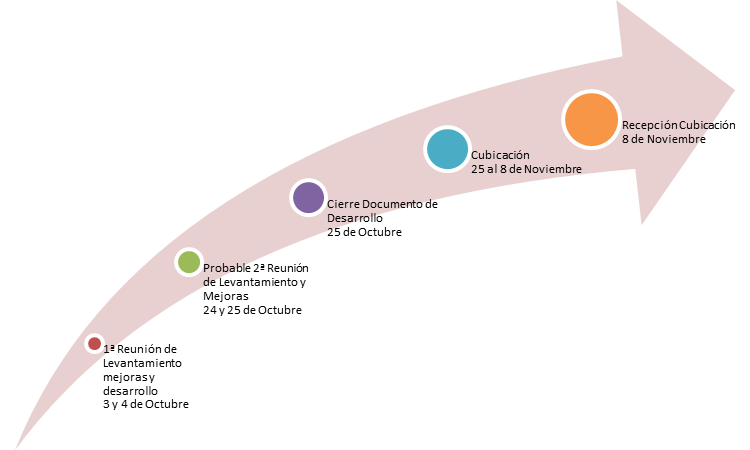 1ª Reunión de
Levantamiento
mejoras y
desarrollo
3 y 4 de Octubre
Probable 2ª Reunión
de Levantamiento y
Mejoras
24 y 25 de Octubre
Cierre Documento de
Desarrollo
25 de Octubre
Cubicación
25 al 8 de Noviembre
Recepción Cubicación
8 de Noviembre